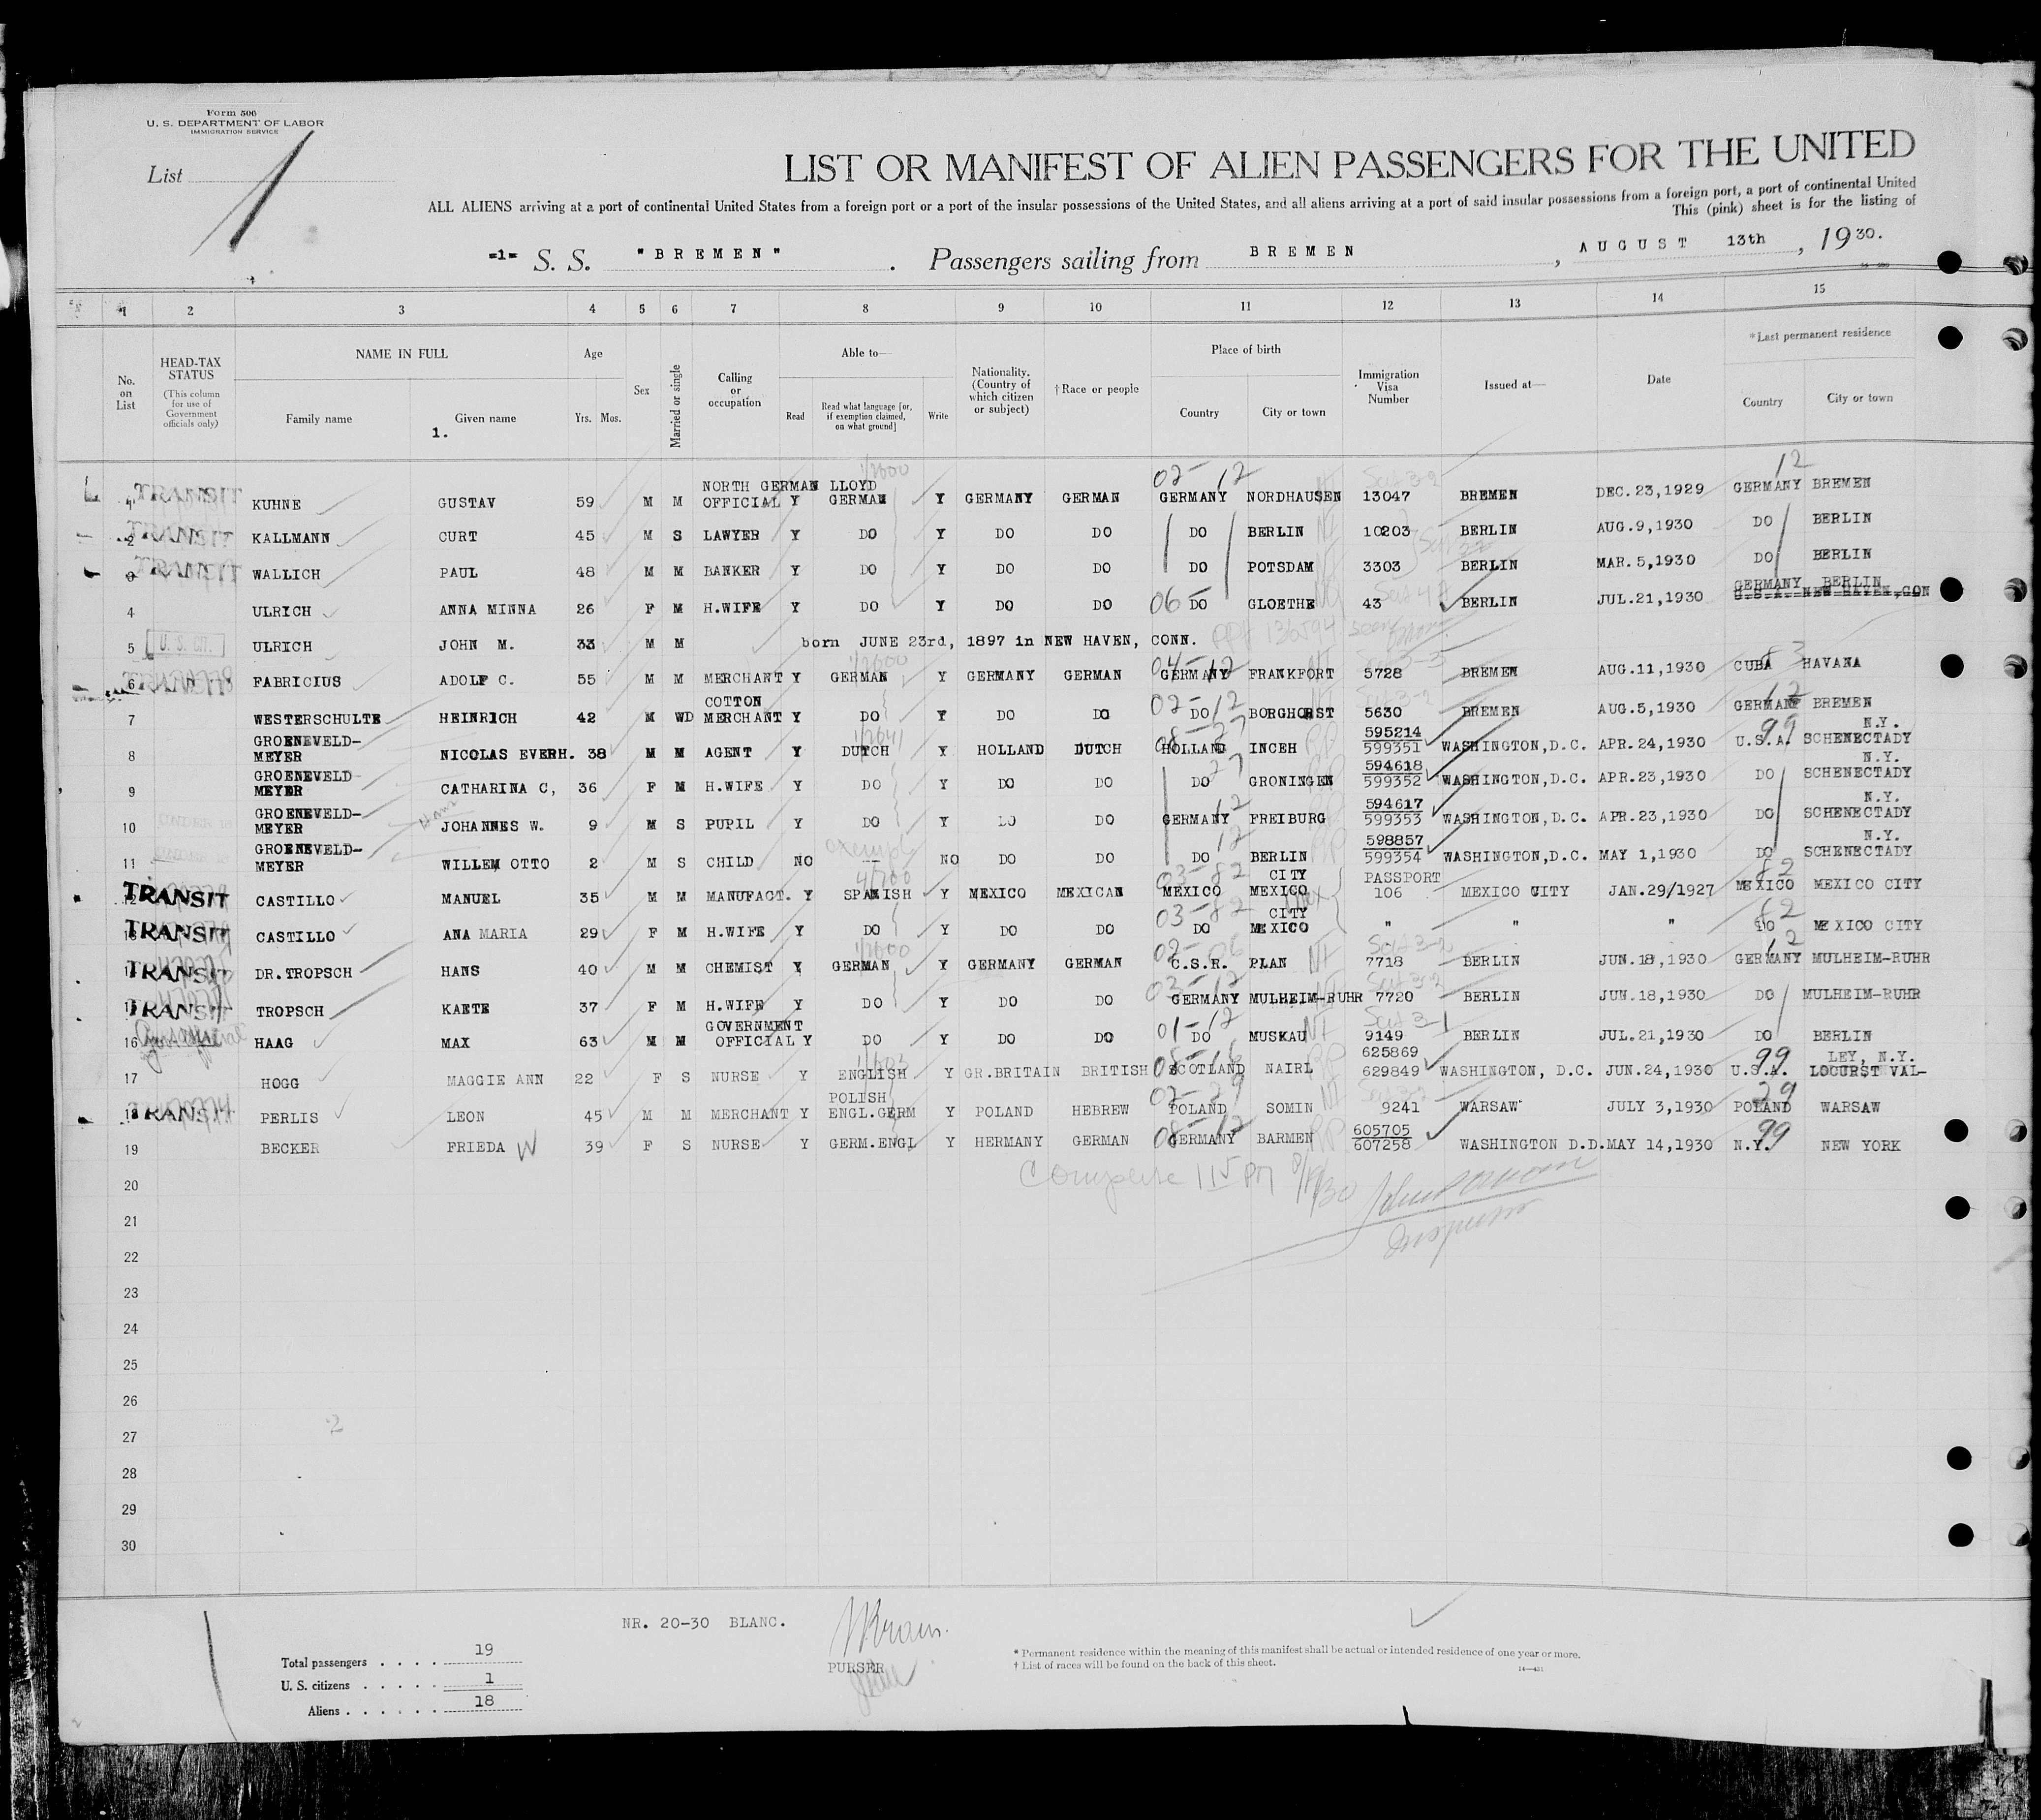 Form 506
U. S. DEPARTMENT OF LABOR
IMMIGRATION SERVICE
List 1
LIST OR MANIFEST OF ALIEN PASSENGERS FOR THE UNITED
ALL ALIENS arriving at a port of continental United States from a foreign port or a port of the insular possessions of the United States, and all aliens arriving at a port of said insular possessions from a foreign port, a port of continental United
This (pink) sheet is for the listing of
=1= S. S. "BREMEN" . Passengers sailing from BREMEN , AUGUST 13th , 1930.
1 2 3 4 5 6 7 8 9 10 11 12 13 14 15
No. on List
HEAD-TAX STATUS (This column for use of Government officials only)
NAME IN FULL
Family name
Given name
1.
Age
Yrs. Mos.
Sex
Married or single
Calling or occupation
Able to—
Read
Read what language [or, if exemption claimed, on what ground]
Write
Nationality. (Country of which citizen or subject)
† Race or people
Place of birth
Country
City or town
Immigration Visa Number
Issued at—
Date
* Last permanent residence
Country
City or town
TRANSIT KUHNE GUSTAV 59 M M NORTH GERMAN LLOYD OFFICIAL Y GERMAN Y GERMANY GERMAN GERMANY NORDHAUSEN 13047 BREMEN DEC.23,1929 GERMANY BREMEN
TRANSIT 2 KALLMANN CURT 45 M S LAWYER Y DO Y DO DO DO BERLIN 10203 BERLIN AUG.9,1930 DO BERLIN
TRANSIT WALLICH PAUL 48 M M BANKER Y DO Y DO DO DO POTSDAM 3303 BERLIN MAR.5,1930 DO BERLIN
4 ULRICH ANNA MINNA 26 F M H.WIFE Y DO Y DO DO 06 DO GLOETHE 43 BERLIN JUL.21,1930 GERMANY BERLIN U.S.A. NEW HAVEN,CON
5 U. S. CIT. ULRICH JOHN M. 33 M M born JUNE 23rd, 1897 in NEW HAVEN, CONN.
6 FABRICIUS ADOLF C. 55 M M MERCHANT Y GERMAN Y GERMANY GERMAN GERMANY FRANKFORT 5728 BREMEN AUG.11,1930 CUBA HAVANA
7 WESTERSCHULTE HEINRICH 42 M WD COTTON MERCHANT Y DO Y DO DO DO BORGHORST 5630 BREMEN AUG.5,1930 GERMANY BREMEN
8 GROENEVELD-MEYER NICOLAS EVERH. 38 M M AGENT Y DUTCH Y HOLLAND DUTCH HOLLAND INCEH 595214 599351 WASHINGTON,D.C. APR.24,1930 U.S.A. N.Y. SCHENECTADY
9 GROENEVELD MEYER CATHARINA C, 36 F M H.WIFE Y DO Y DO DO DO GRONINGEN 594618 599352 WASHINGTON,D.C. APR.23,1930 DO N.Y. SCHENECTADY
10 UNDER 16 GROENEVELD-MEYER JOHANNES W. 9 M S PUPIL Y DO Y DO DO GERMANY FREIBURG 594617 599353 WASHINGTON,D.C. APR.23,1930 DO N.Y. SCHENECTADY
11 UNDER 16 GROENEVELD-MEYER WILLEM OTTO 2 M S CHILD NO exempt — NO DO DO DO BERLIN 598857 599354 WASHINGTON,D.C. MAY 1,1930 DO N.Y. SCHENECTADY
12 TRANSIT CASTILLO MANUEL 35 M M MANUFACT. Y SPANISH Y MEXICO MEXICAN MEXICO CITY MEXICO PASSPORT 106 MEXICO CITY JAN.29/1927 MEXICO MEXICO CITY
13 TRANSIT CASTILLO ANA MARIA 29 F M H.WIFE Y DO Y DO DO DO CITY MEXICO " " " DO MEXICO CITY
14 TRANSIT DR.TROPSCH HANS 40 M M CHEMIST Y GERMAN Y GERMANY GERMAN C.S.R. PLAN 7718 BERLIN JUN.18,1930 GERMANY MULHEIM-RUHR
15 TRANSIT TROPSCH KAETE 37 F M H.WIFE Y DO Y DO DO GERMANY MULHEIM-RUHR 7720 BERLIN JUN.18,1930 DO MULHEIM-RUHR
16 HAAG MAX 63 M M GOVERNMENT OFFICIAL Y DO Y DO DO DO MUSKAU 9149 BERLIN JUL.21,1930 DO BERLIN
17 HOGG MAGGIE ANN 22 F S NURSE Y ENGLISH Y GR.BRITAIN BRITISH SCOTLAND NAIRL 625869 629849 WASHINGTON, D.C. JUN.24,1930 U.S.A. LEY, N.Y. LOCURST VAL-
18 TRANSIT PERLIS LEON 45 M M MERCHANT Y POLISH ENGL.GERM Y POLAND HEBREW POLAND SOMIN 9241 WARSAW JULY 3,1930 POLAND WARSAW
19 BECKER FRIEDA W 39 F S NURSE Y GERM.ENGL Y HERMANY GERMAN GERMANY BARMEN 605705 607258 WASHINGTON D.D. MAY 14,1930 N.Y. NEW YORK
20
21
22
23
24
25
26
27
28
29
30
NR. 20-30 BLANC.
PURSER
Total passengers . . . . 19
U. S. citizens . . . . . 1
Aliens . . . . . . 18
* Permanent residence within the meaning of this manifest shall be actual or intended residence of one year or more.
† List of races will be found on the back of this sheet.